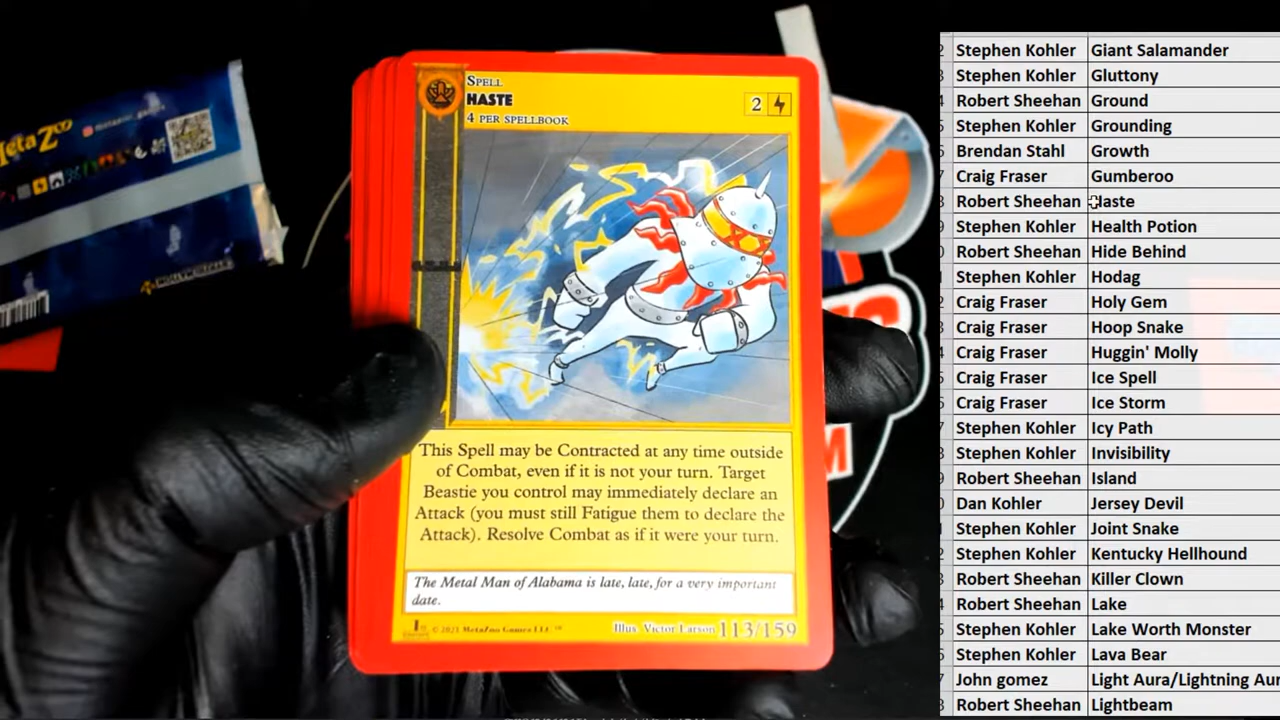 MetaZoo
SPELL
HASTE
4 PER SPELLBOOK
2
This Spell may be Contracted at any time outside
of Combat, even if it is not your turn. Target
Beastie you control may immediately declare an
Attack (you must still Fatigue them to declare the
Attack). Resolve Combat as if it were your turn.
The Metal Man of Alabama is late, late, for a very important
date.
© 2021 MetaZoo Games LLC ™
Illus Victor Larson 113/159
Stephen Kohler Giant Salamander
Stephen Kohler Gluttony
Robert Sheehan Ground
Stephen Kohler Grounding
Brendan Stahl Growth
Craig Fraser Gumberoo
Robert Sheehan Haste
Stephen Kohler Health Potion
Robert Sheehan Hide Behind
Stephen Kohler Hodag
Craig Fraser Holy Gem
Craig Fraser Hoop Snake
Craig Fraser Huggin' Molly
Craig Fraser Ice Spell
Craig Fraser Ice Storm
Stephen Kohler Icy Path
Stephen Kohler Invisibility
Robert Sheehan Island
Dan Kohler Jersey Devil
Stephen Kohler Joint Snake
Stephen Kohler Kentucky Hellhound
Robert Sheehan Killer Clown
Robert Sheehan Lake
Stephen Kohler Lake Worth Monster
Stephen Kohler Lava Bear
John gomez Light Aura/Lightning Aur
Robert Sheehan Lightbeam